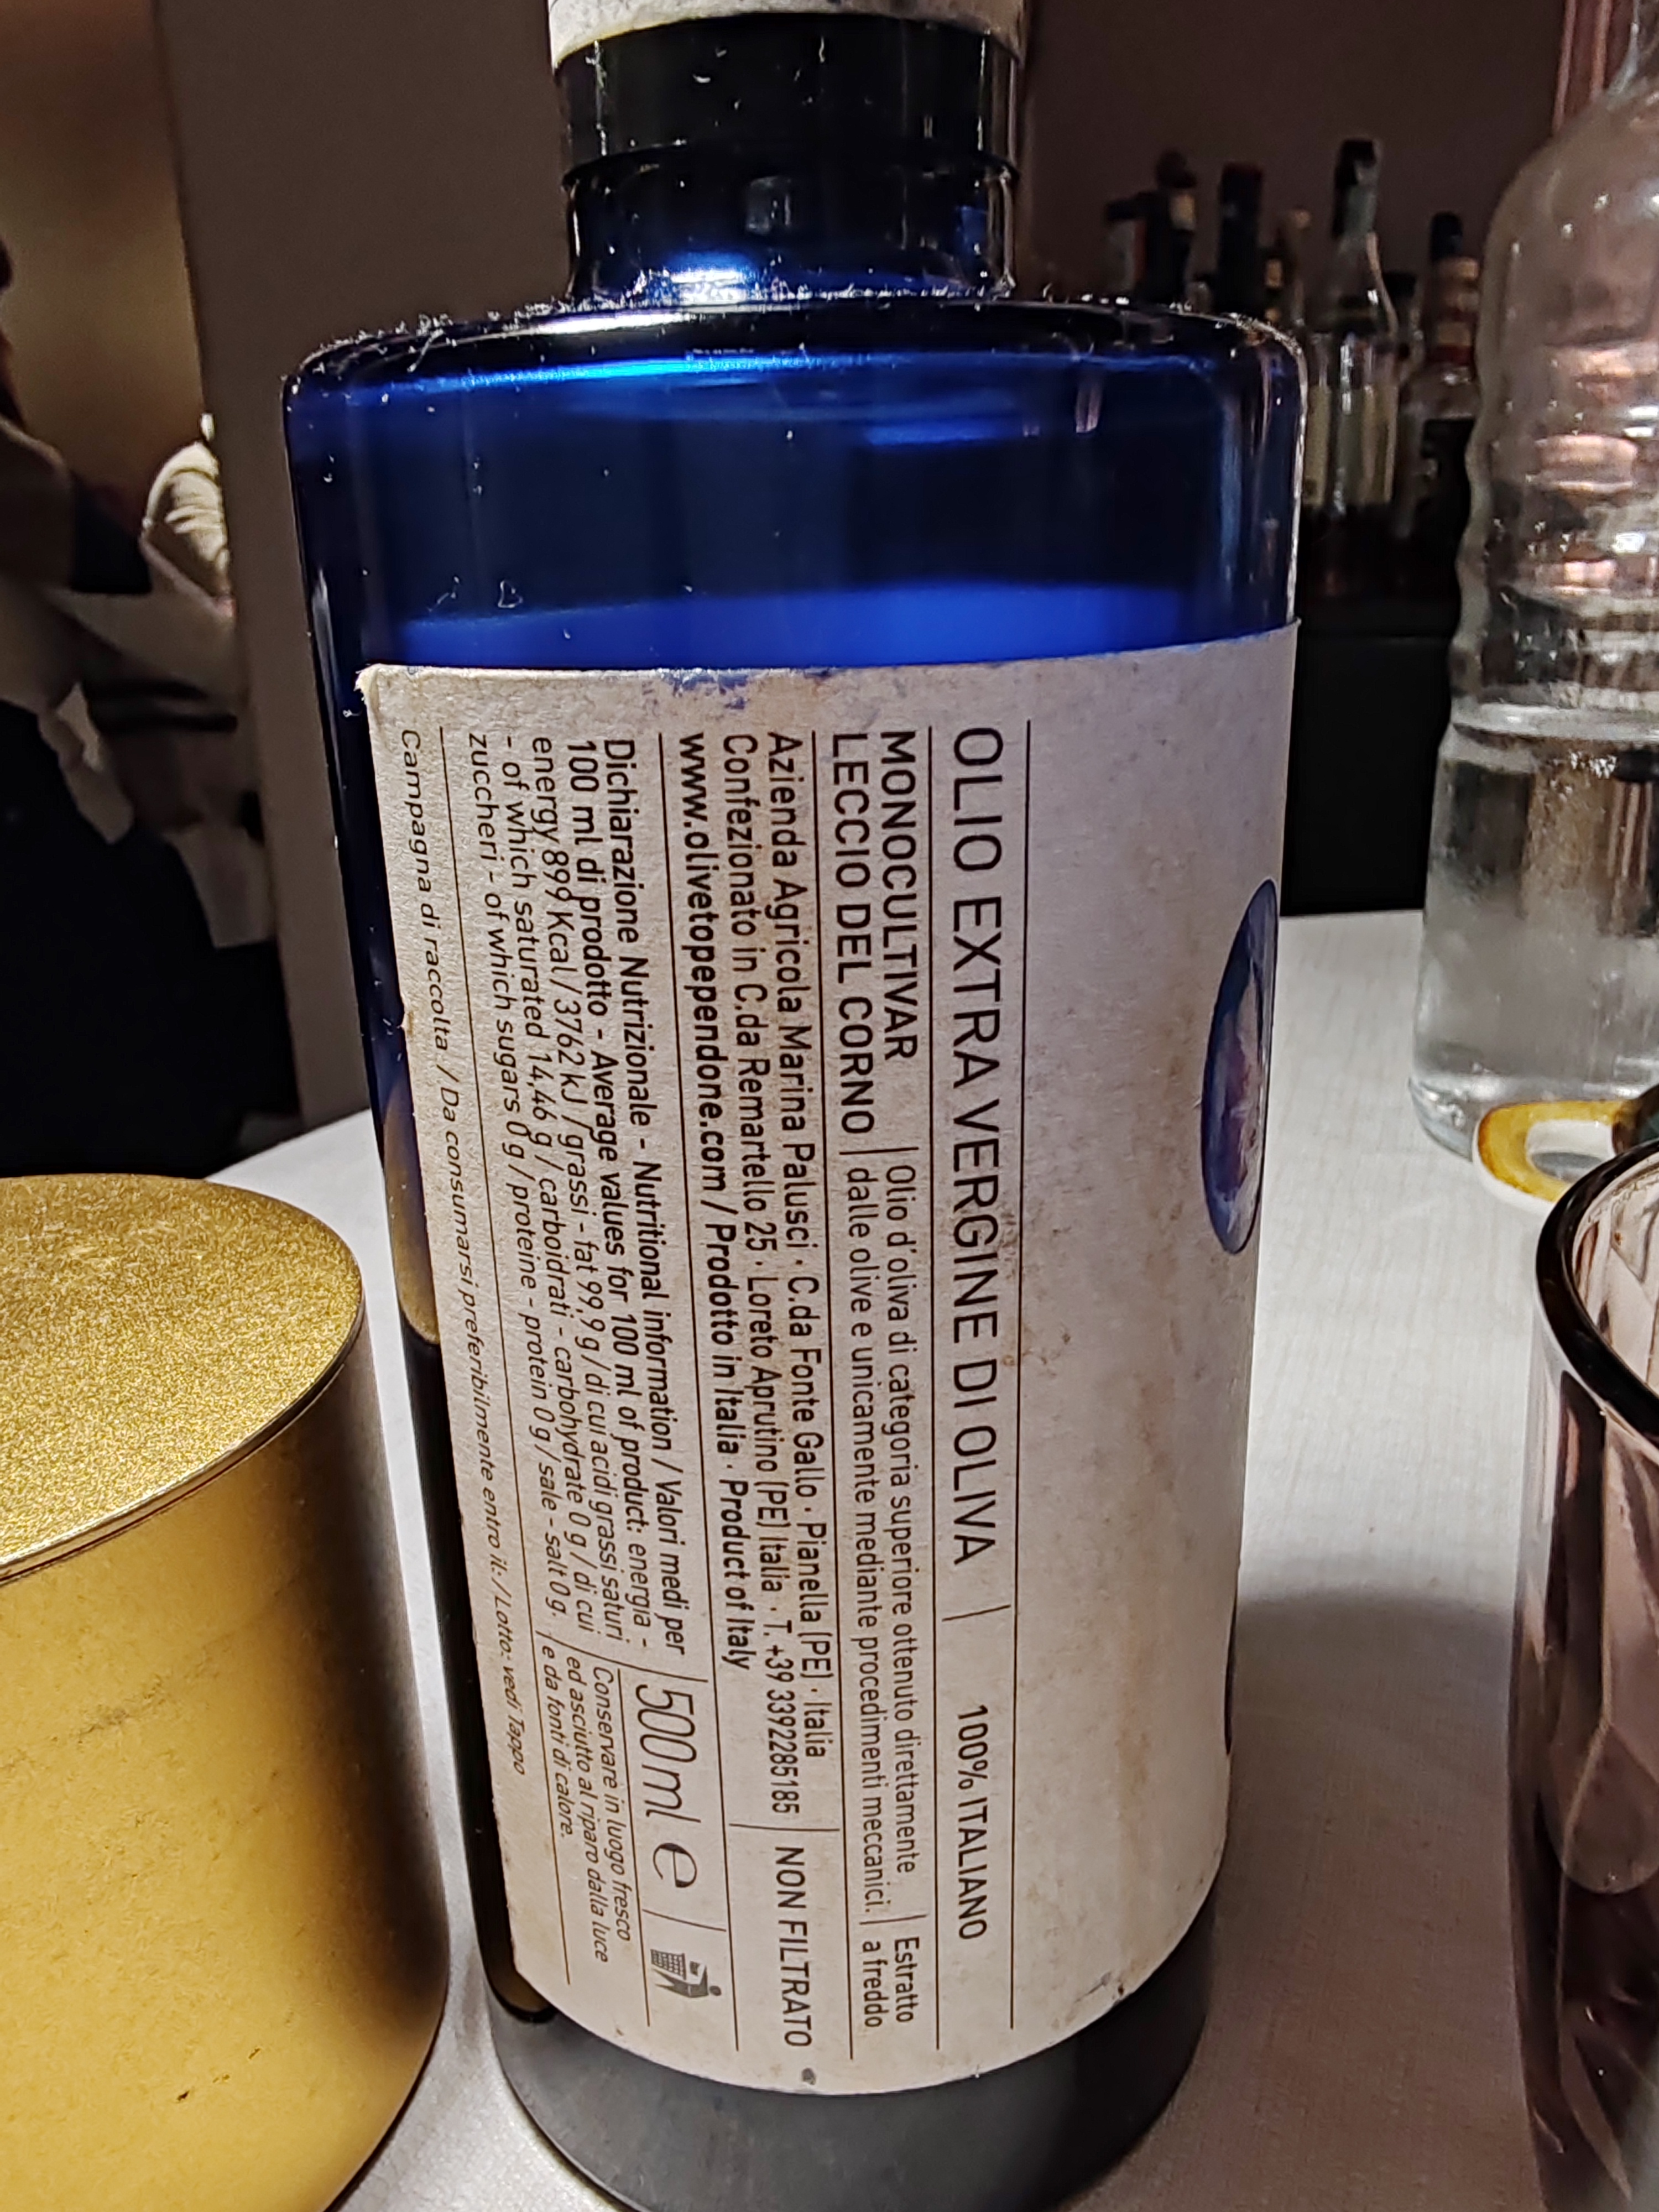 OLIO EXTRA VERGINE DI OLIVA
100% ITALIANO
MONOCULTIVAR
LECCIO DEL CORNO
Olio d'oliva di categoria superiore ottenuto direttamente
dalle olive e unicamente mediante procedimenti meccanici.
Estratto
a freddo
Azienda Agricola Marina Palusci · C.da Fonte Gallo · Pianella (PE) · Italia
Confezionato in C.da Remartello 25 · Loreto Aprutino (PE) Italia · T. +39 3392285185
www.olivetopependone.com / Prodotto in Italia · Product of Italy
NON FILTRATO
Dichiarazione Nutrizionale - Nutritional information / Valori medi per
100 ml di prodotto - Average values for 100 ml of product: energia -
energy 899 Kcal / 3762 kJ / grassi - fat 99,9 g / di cui acidi grassi saturi
- of which saturated 14,46 g / carboidrati - carbohydrate 0 g / di cui
zuccheri - of which sugars 0 g / proteine - protein 0 g / sale - salt 0 g.
500 ml e
Conservare in luogo fresco
ed asciutto al riparo dalla luce
e da fonti di calore.
Campagna di raccolta / Da consumarsi preferibilmente entro il: / Lotto: vedi Tappo